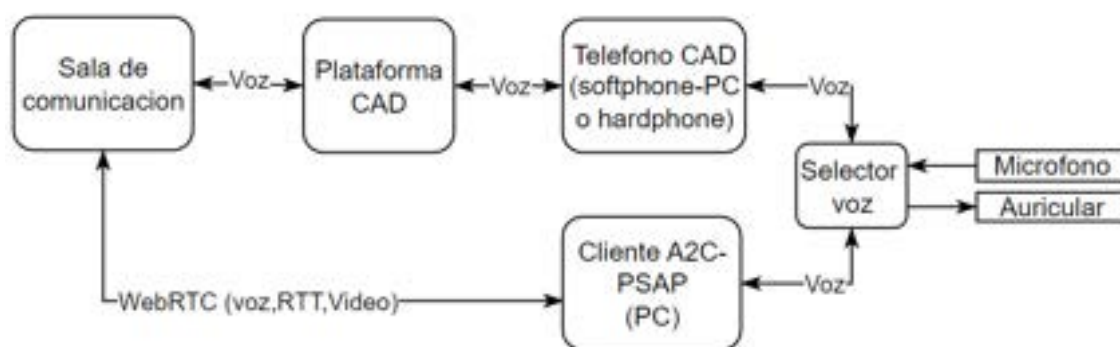 Sala de
comunicacion
Voz
Plataforma
CAD
Voz
Telefono CAD
(softphone-PC
o hardphone)
Voz
Selector
voz
Microfono
Auricular
Cliente A2C-
PSAP
(PC)
Voz
WebRTC (voz,RTT,Video)